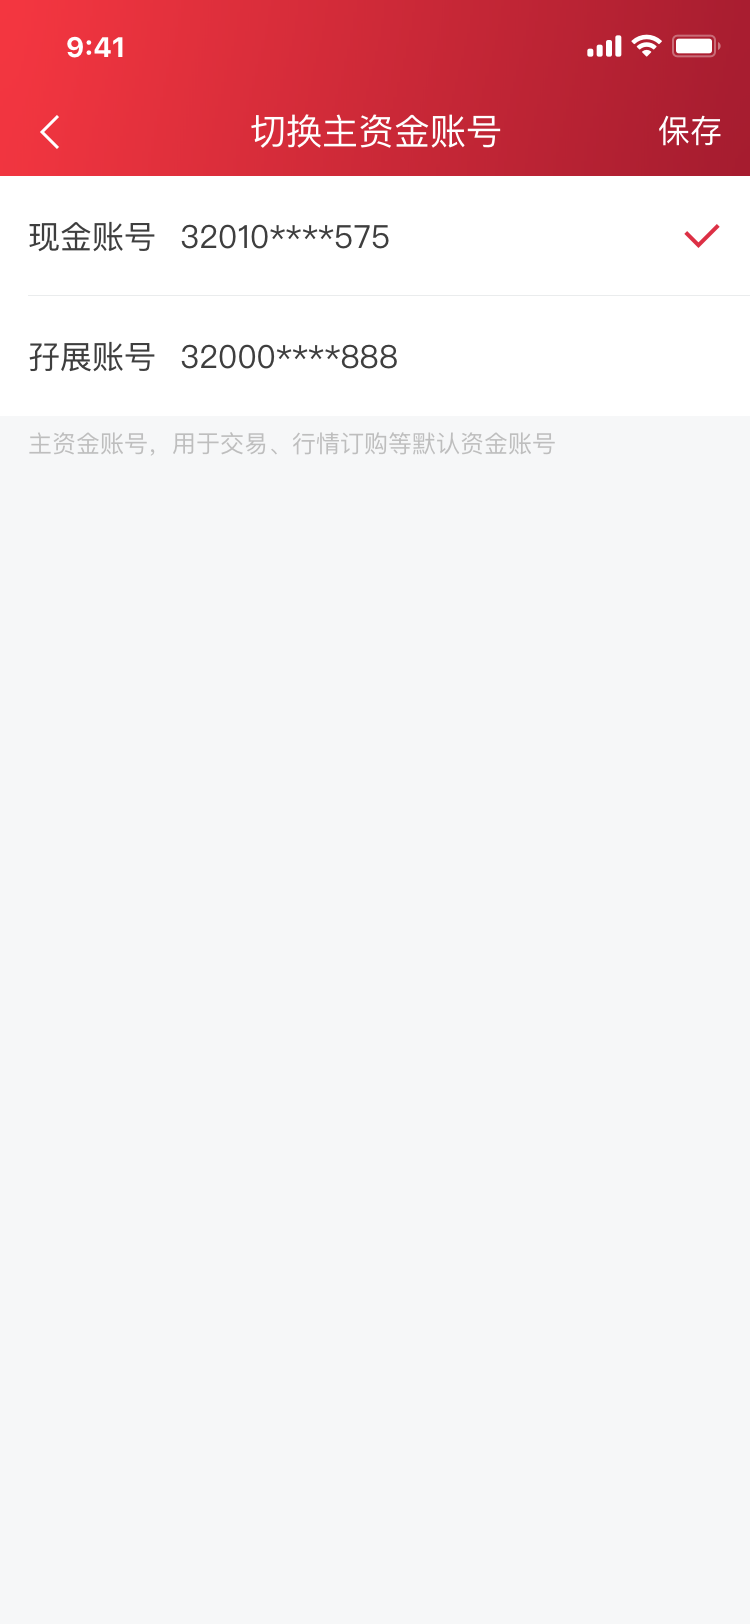 9:41
切换主资金账号
保存
现金账号 32010****575
孖展账号 32000****888
主资金账号，用于交易、行情订购等默认资金账号